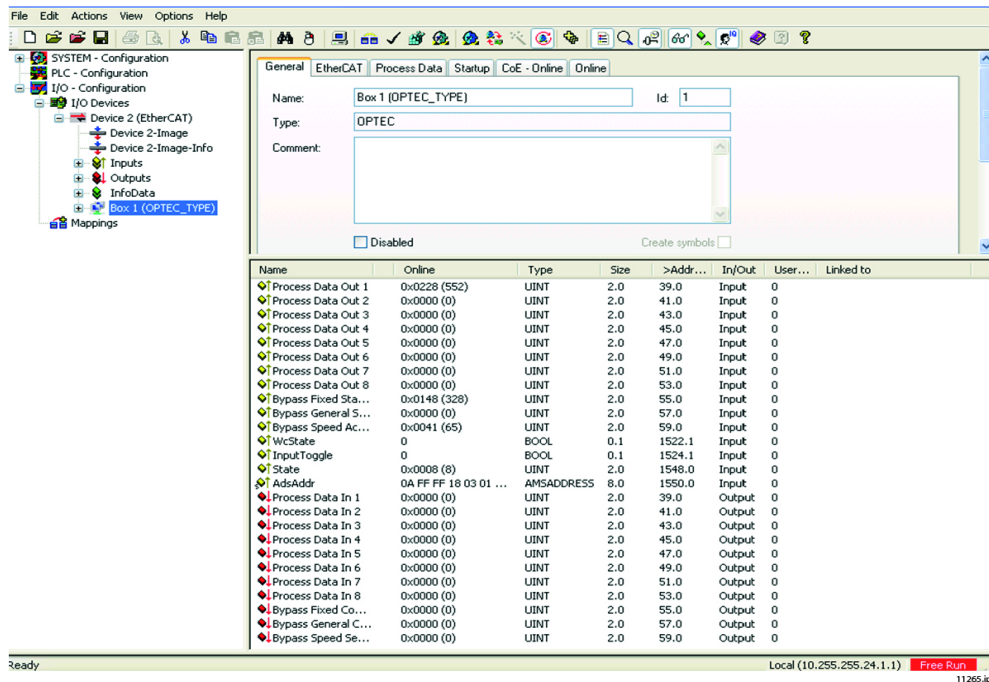 File Edit Actions View Options Help
SYSTEM - Configuration
PLC - Configuration
I/O - Configuration
I/O Devices
Device 2 (EtherCAT)
Device 2-Image
Device 2-Image-Info
Inputs
Outputs
InfoData
Box 1 (OPTEC_TYPE)
Mappings
General EtherCAT Process Data Startup CoE - Online Online
Name: Box 1 (OPTEC_TYPE) Id: 1
Type: OPTEC
Comment:
Disabled Create symbols
Name Online Type Size >Addr... In/Out User... Linked to
Process Data Out 1 0x0228 (552) UINT 2.0 39.0 Input 0
Process Data Out 2 0x0000 (0) UINT 2.0 41.0 Input 0
Process Data Out 3 0x0000 (0) UINT 2.0 43.0 Input 0
Process Data Out 4 0x0000 (0) UINT 2.0 45.0 Input 0
Process Data Out 5 0x0000 (0) UINT 2.0 47.0 Input 0
Process Data Out 6 0x0000 (0) UINT 2.0 49.0 Input 0
Process Data Out 7 0x0000 (0) UINT 2.0 51.0 Input 0
Process Data Out 8 0x0000 (0) UINT 2.0 53.0 Input 0
Bypass Fixed Sta... 0x0148 (328) UINT 2.0 55.0 Input 0
Bypass General S... 0x0000 (0) UINT 2.0 57.0 Input 0
Bypass Speed Ac... 0x0041 (65) UINT 2.0 59.0 Input 0
WcState 0 BOOL 0.1 1522.1 Input 0
InputToggle 0 BOOL 0.1 1524.1 Input 0
State 0x0008 (8) UINT 2.0 1548.0 Input 0
AdsAddr 0A FF FF 18 03 01 ... AMSADDRESS 8.0 1550.0 Input 0
Process Data In 1 0x0000 (0) UINT 2.0 39.0 Output 0
Process Data In 2 0x0000 (0) UINT 2.0 41.0 Output 0
Process Data In 3 0x0000 (0) UINT 2.0 43.0 Output 0
Process Data In 4 0x0000 (0) UINT 2.0 45.0 Output 0
Process Data In 5 0x0000 (0) UINT 2.0 47.0 Output 0
Process Data In 6 0x0000 (0) UINT 2.0 49.0 Output 0
Process Data In 7 0x0000 (0) UINT 2.0 51.0 Output 0
Process Data In 8 0x0000 (0) UINT 2.0 53.0 Output 0
Bypass Fixed Co... 0x0000 (0) UINT 2.0 55.0 Output 0
Bypass General C... 0x0000 (0) UINT 2.0 57.0 Output 0
Bypass Speed Se... 0x0000 (0) UINT 2.0 59.0 Output 0
Ready Local (10.255.255.24.1.1) Free Run